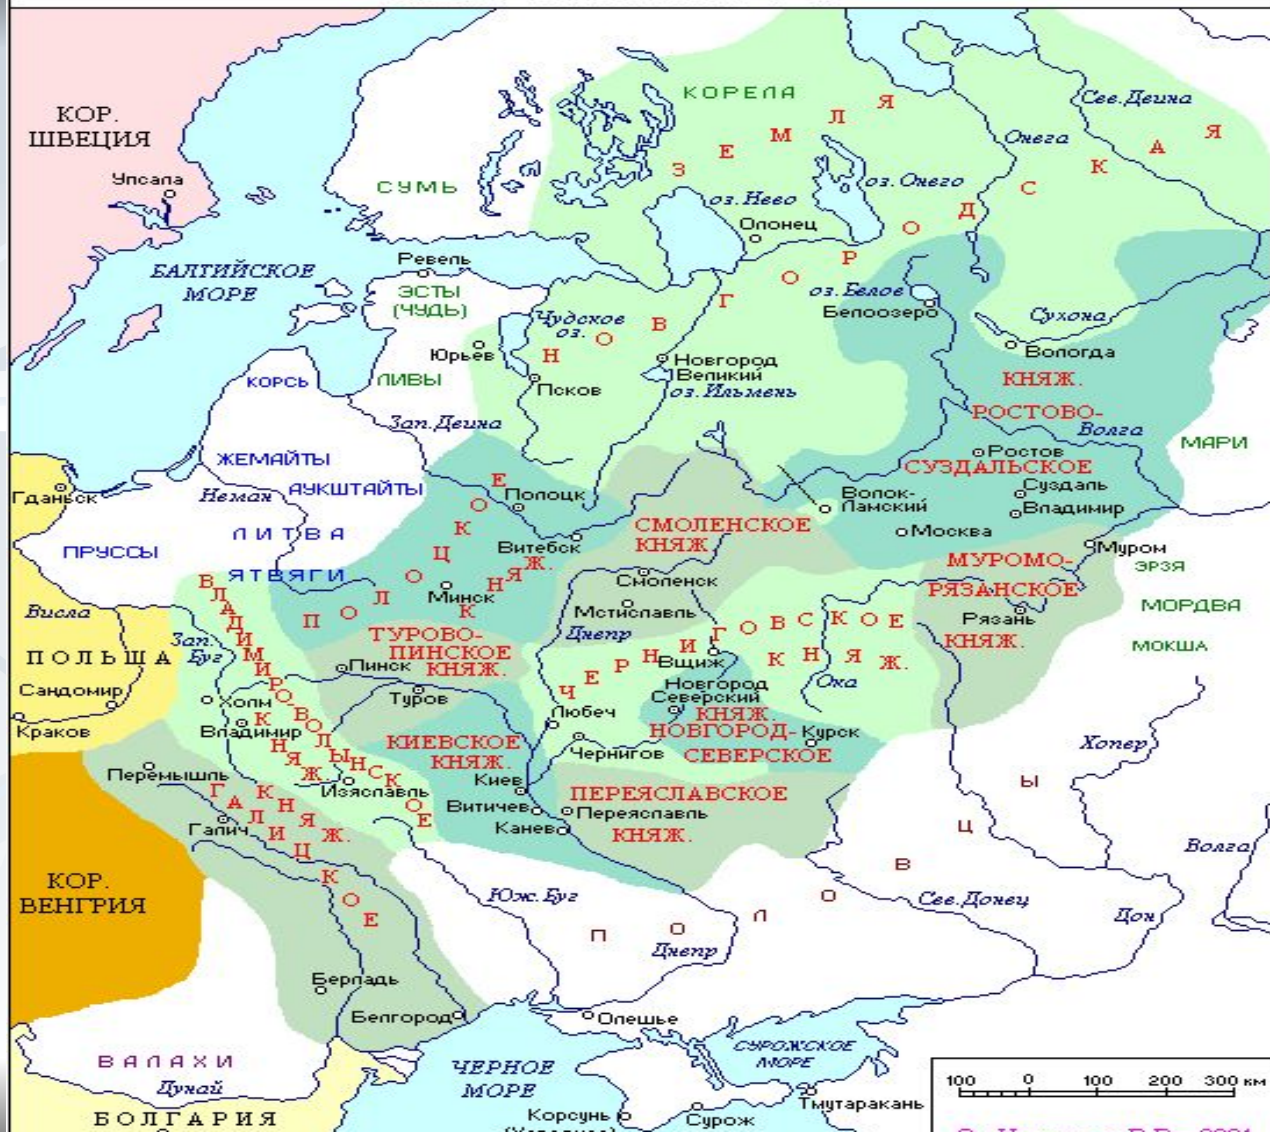 КОР.
ШВЕЦИЯ
Упсала
БАЛТИЙСКОЕ
МОРЕ
СУМЬ
КОРЕЛА
НОВГОРОДСКАЯ
ЗЕМЛЯ
Сев. Двина
Онега
оз. Онего
оз. Нево
Олонец
Ревель
ЭСТЫ
(ЧУДЬ)
Чудское
оз.
Юрьев
Псков
Новгород
Великий
оз. Ильмень
оз. Белое
Белоозеро
Сухона
Вологда
КНЯЖ.
РОСТОВО-
СУЗДАЛЬСКОЕ
Волга
Ростов
Суздаль
Владимир
Москва
МАРИ
КОРСЬ
ЛИВЫ
Зап. Двина
ЖЕМАЙТЫ
Неман
АУКШТАЙТЫ
ЛИТВА
Гданьск
ПРУССЫ
ЯТВЯГИ
Полоцк
Витебск
ПОЛОЦКОЕ
КНЯЖ.
Минск
Волок-
Ламский
СМОЛЕНСКОЕ
КНЯЖ.
Смоленск
Мстиславль
Днепр
МУРОМО-
РЯЗАНСКОЕ
КНЯЖ.
Муром
Рязань
ЭРЗЯ
МОРДВА
МОКША
Висла
ПОЛЬША
Сандомир
Краков
Зап.
Буг
ВЛАДИМИРОВОЛЫНСКОЕ
КНЯЖ.
Холм
Владимир
Изяславль
ТУРОВО-
ПИНСКОЕ
КНЯЖ.
Пинск
Туров
ЧЕРНИГОВСКОЕ
КНЯЖ.
Вщиж
Ока
Любеч
Чернигов
Новгород
Северский
КНЯЖ.
НОВГОРОД-
СЕВЕРСКОЕ
Курск
КИЕВСКОЕ
КНЯЖ.
Киев
Витичев
Канев
ПЕРЕЯСЛАВСКОЕ
Переяславль
КНЯЖ.
Хопер
Перемышль
Галич
ГАЛИЦКОЕ
КНЯЖ.
КОР.
ВЕНГРИЯ
ПОЛОВЦЫ
Юж. Буг
Днепр
Сев. Донец
Дон
Волга
Берладь
Белгород
Олешье
ВАЛАХИ
Дунай
БОЛГАРИЯ
ЧЕРНОЕ
МОРЕ
СУРОЖСКОЕ
МОРЕ
Корсунь
Сурож
Тмутаракань
100 0 100 200 300 км